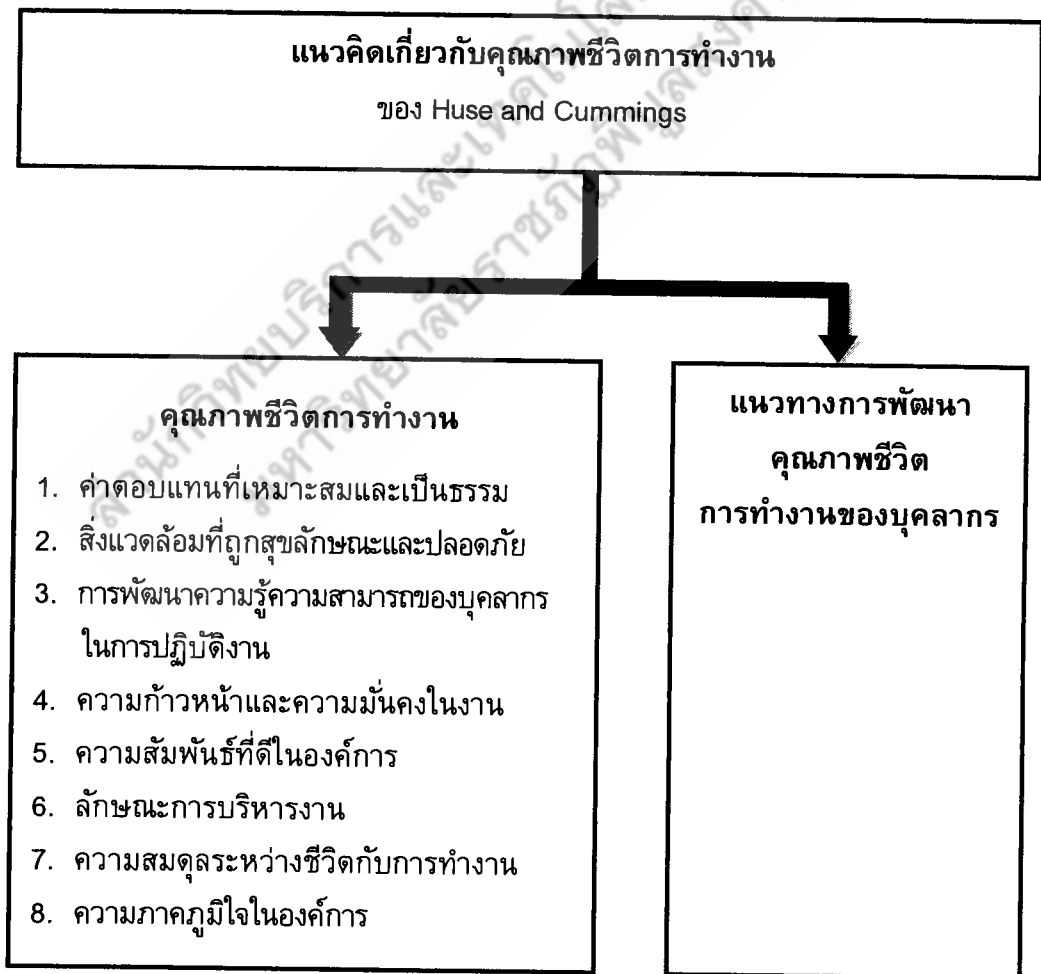 แนวคิดเกี่ยวกับคุณภาพชีวิตการทำงาน
ของ Huse and Cummings
คุณภาพชีวิตการทำงาน
1. ค่าตอบแทนที่เหมาะสมและเป็นธรรม
2. สิ่งแวดล้อมที่ถูกสุขลักษณะและปลอดภัย
3. การพัฒนาความรู้ความสามารถของบุคลากร
ในการปฏิบัติงาน
4. ความก้าวหน้าและความมั่นคงในงาน
5. ความสัมพันธ์ที่ดีในองค์การ
6. ลักษณะการบริหารงาน
7. ความสมดุลระหว่างชีวิตกับการทำงาน
8. ความภาคภูมิใจในองค์การ
แนวทางการพัฒนา
คุณภาพชีวิต
การทำงานของบุคลากร